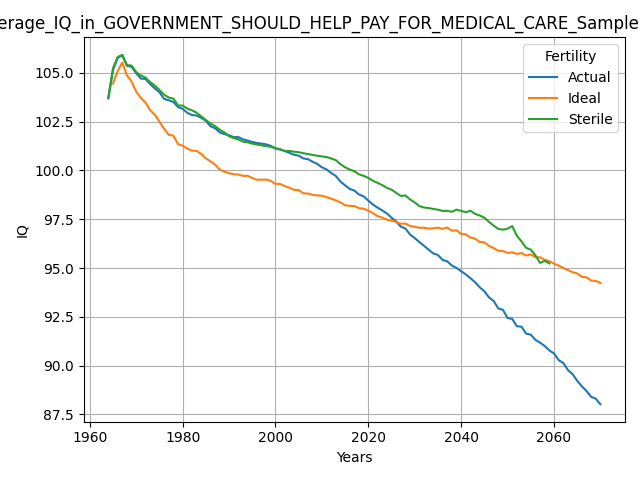 erage_IQ_in_GOVERNMENT_SHOULD_HELP_PAY_FOR_MEDICAL_CARE_Sample
Fertility
Actual
Ideal
Sterile
105.0
102.5
100.0
97.5
95.0
92.5
90.0
87.5
IQ
1960 1980 2000 2020 2040 2060
Years